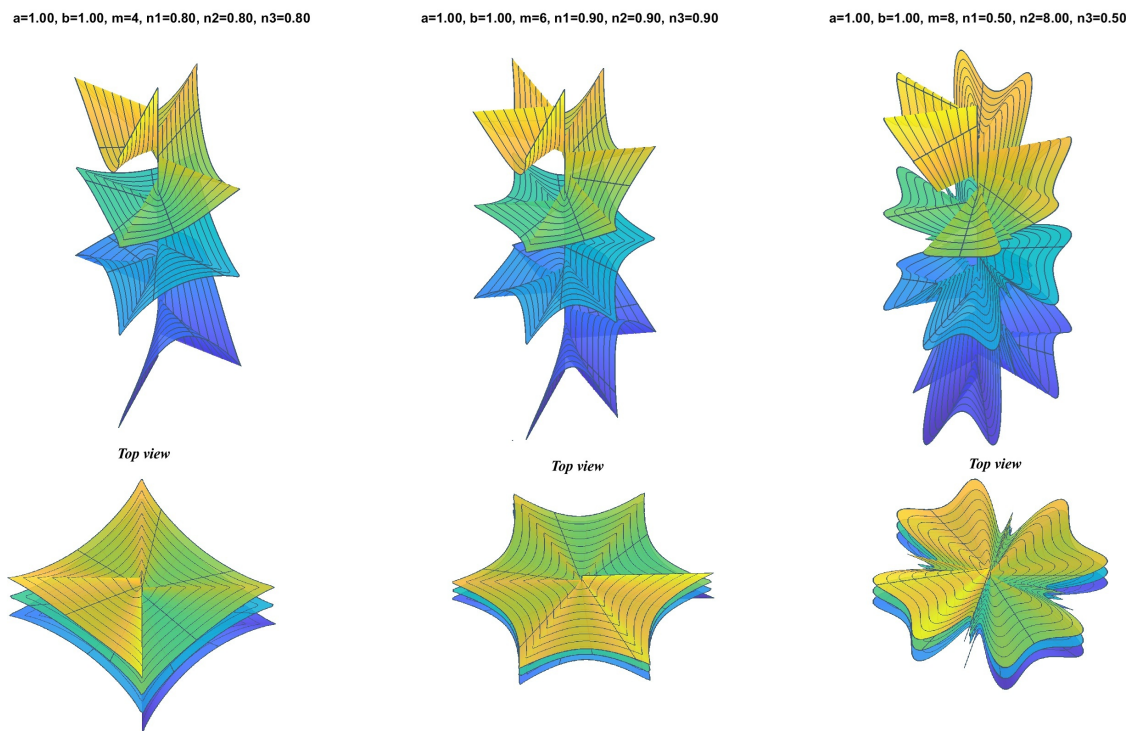 a=1.00, b=1.00, m=4, n1=0.80, n2=0.80, n3=0.80
a=1.00, b=1.00, m=6, n1=0.90, n2=0.90, n3=0.90
a=1.00, b=1.00, m=8, n1=0.50, n2=8.00, n3=0.50
Top view
Top view
Top view